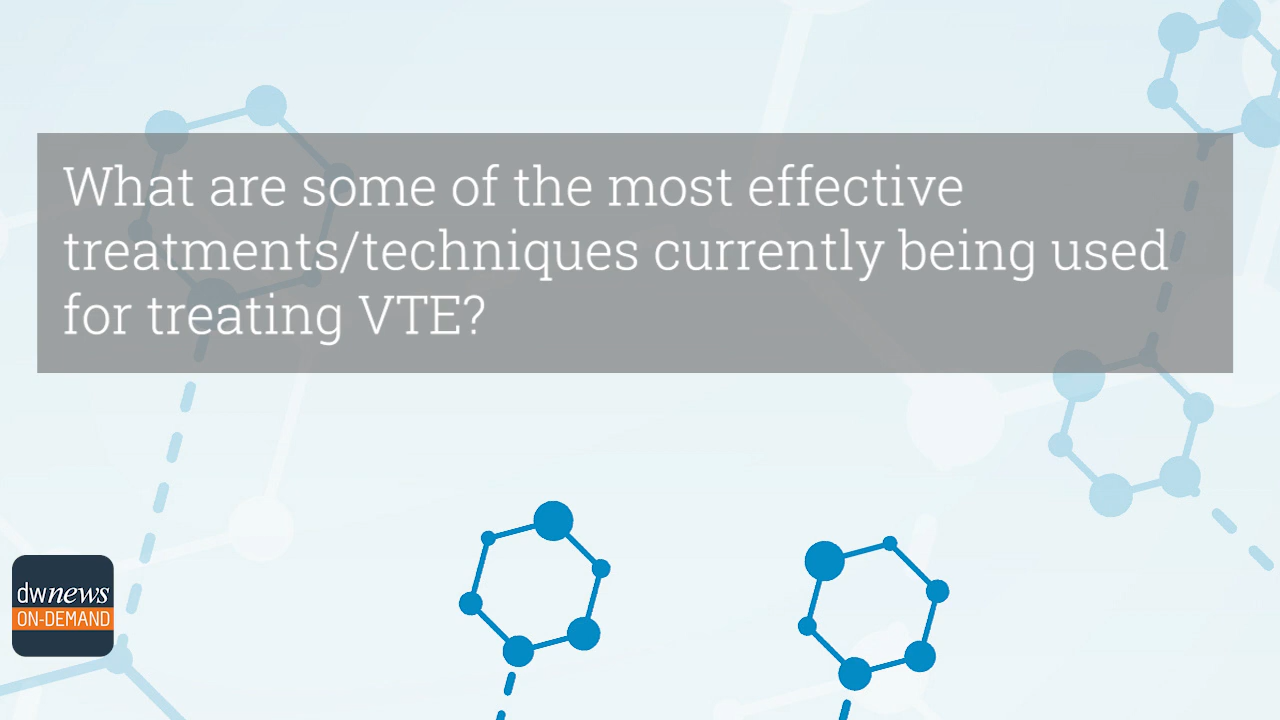 What are some of the most effective
treatments/techniques currently being used
for treating VTE?
dwnews
ON-DEMAND